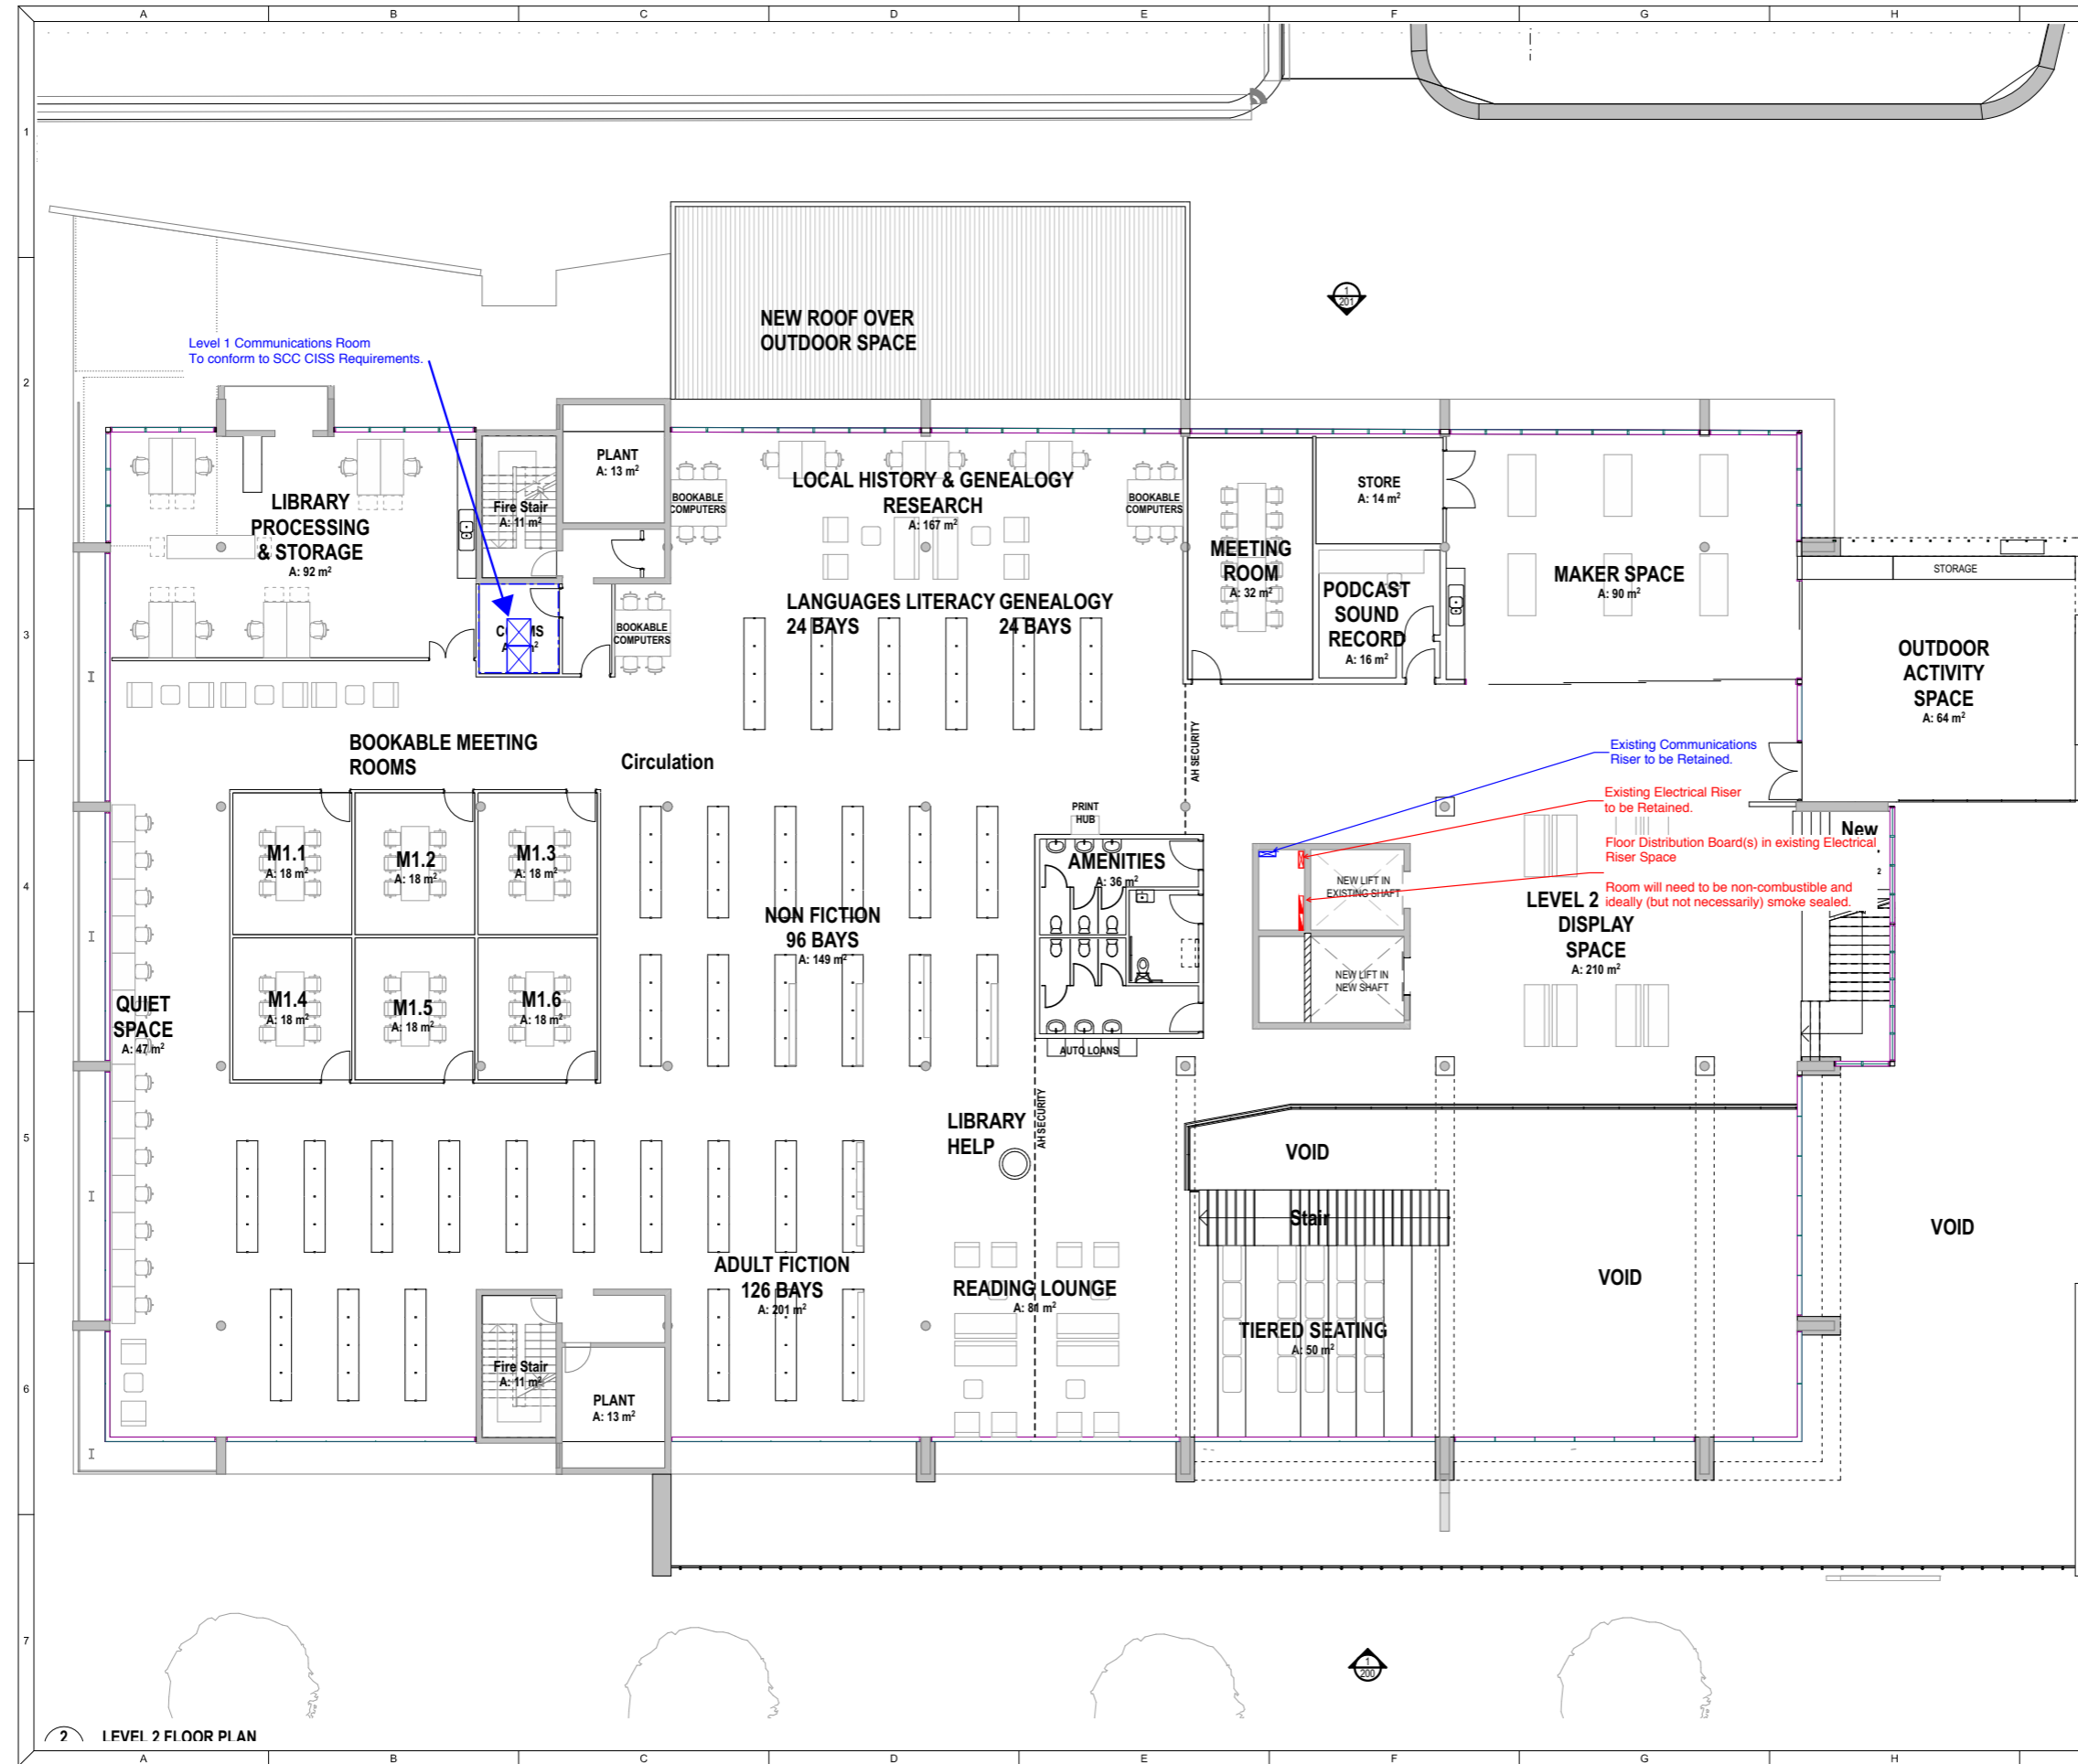 A B C D E F G H
1
2
3
4
5
6
7
NEW ROOF OVER
OUTDOOR SPACE
1
201
Level 1 Communications Room
To conform to SCC CISS Requirements.
PLANT
A: 13 m²
Fire Stair
A: 11 m²
LIBRARY
PROCESSING
& STORAGE
A: 92 m²
BOOKABLE
COMPUTERS
LOCAL HISTORY & GENEALOGY
RESEARCH
A: 167 m²
BOOKABLE
COMPUTERS
STORE
A: 14 m²
MEETING
ROOM
A: 32 m²
PODCAST
SOUND
RECORD
A: 16 m²
MAKER SPACE
A: 90 m²
STORAGE
BOOKABLE
COMPUTERS
LANGUAGES LITERACY GENEALOGY
24 BAYS 24 BAYS
OUTDOOR
ACTIVITY
SPACE
A: 64 m²
BOOKABLE MEETING
ROOMS
Circulation
AH SECURITY
Existing Communications
Riser to be Retained.
Existing Electrical Riser
to be Retained.
Floor Distribution Board(s) in existing Electrical
Riser Space
Room will need to be non-combustible and
ideally (but not necessarily) smoke sealed.
New
2
PRINT
HUB
AMENITIES
A: 36 m²
M1.1
A: 18 m²
M1.2
A: 18 m²
M1.3
A: 18 m²
NEW LIFT IN
EXISTING SHAFT
LEVEL 2
DISPLAY
SPACE
A: 210 m²
NON FICTION
96 BAYS
A: 149 m²
NEW LIFT IN
NEW SHAFT
QUIET
SPACE
A: 47 m²
M1.4
A: 18 m²
M1.5
A: 18 m²
M1.6
A: 18 m²
AUTO LOANS
AH SECURITY
LIBRARY
HELP
VOID
Stair
VOID
VOID
ADULT FICTION
126 BAYS
A: 201 m²
READING LOUNGE
A: 81 m²
TIERED SEATING
A: 50 m²
Fire Stair
A: 11 m²
PLANT
A: 13 m²
1
200
2 LEVEL 2 FLOOR PLAN
A B C D E F G H